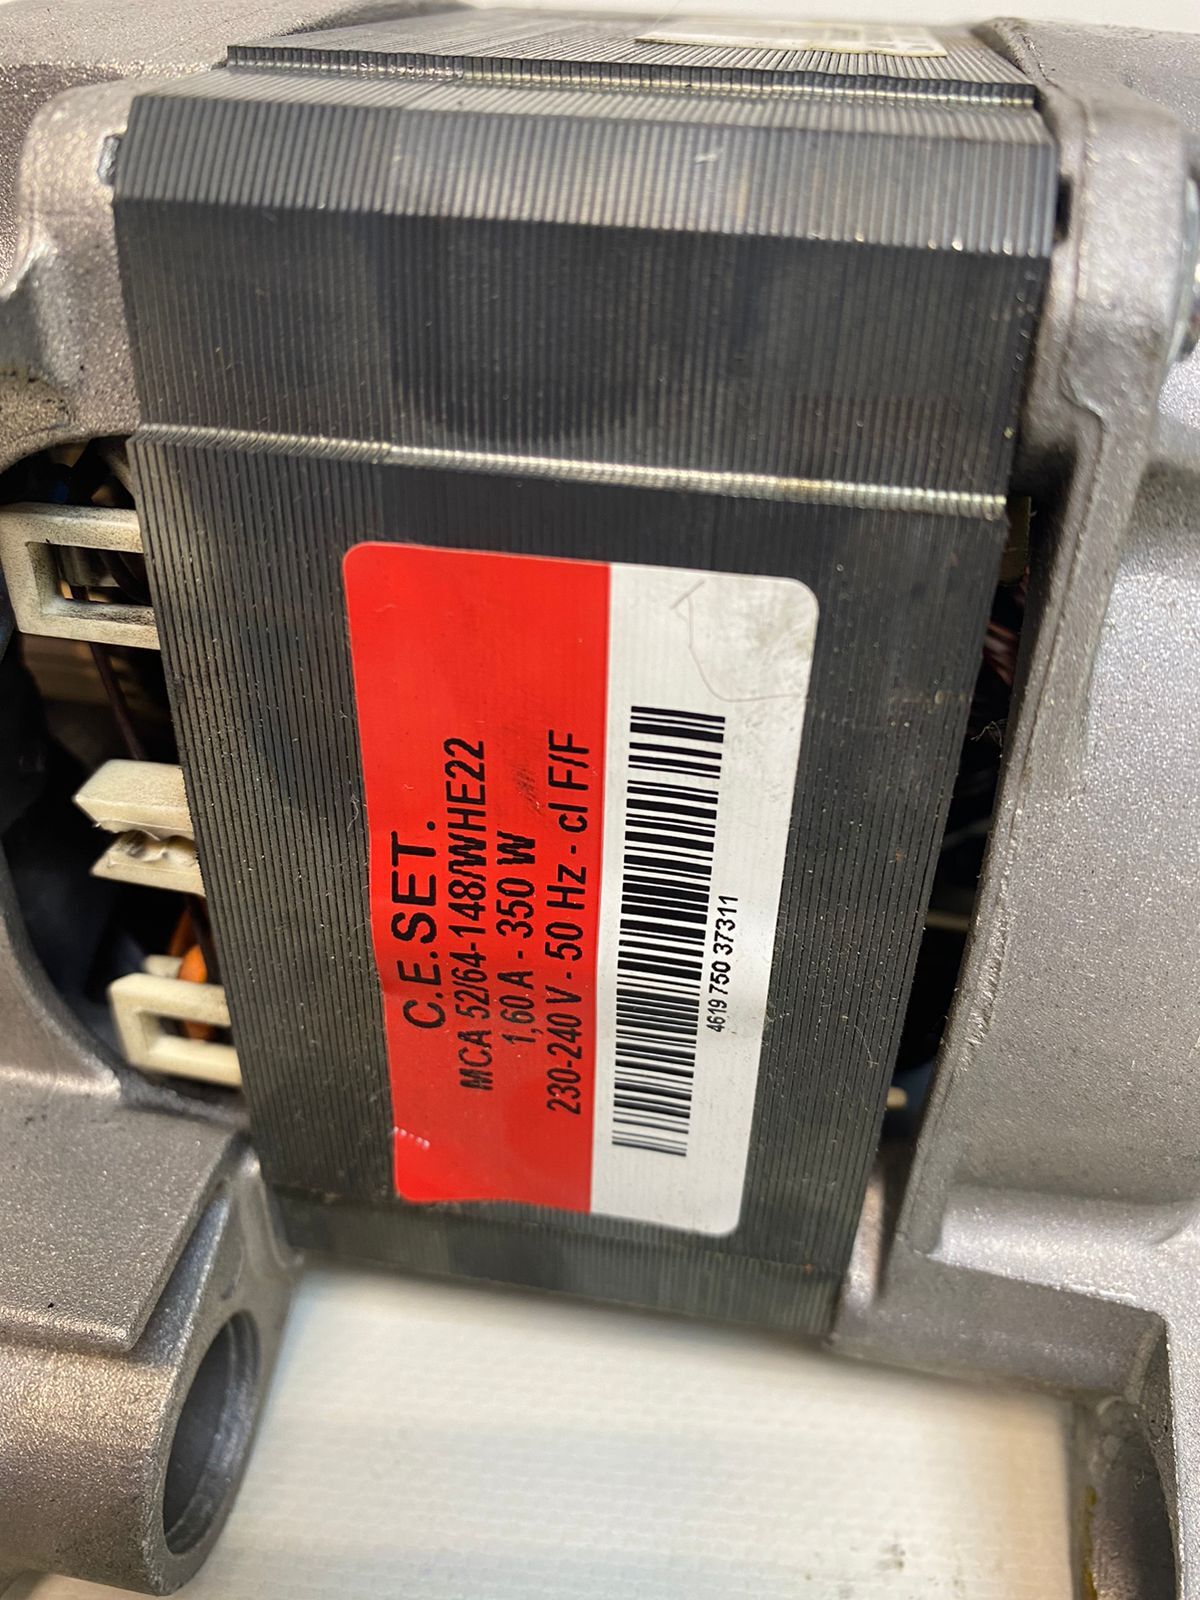 C.E.SET.
MCA 52/64-148/WHE22
1,60 A - 350 W
230-240 V - 50 Hz - cl F/F
4619 750 37311